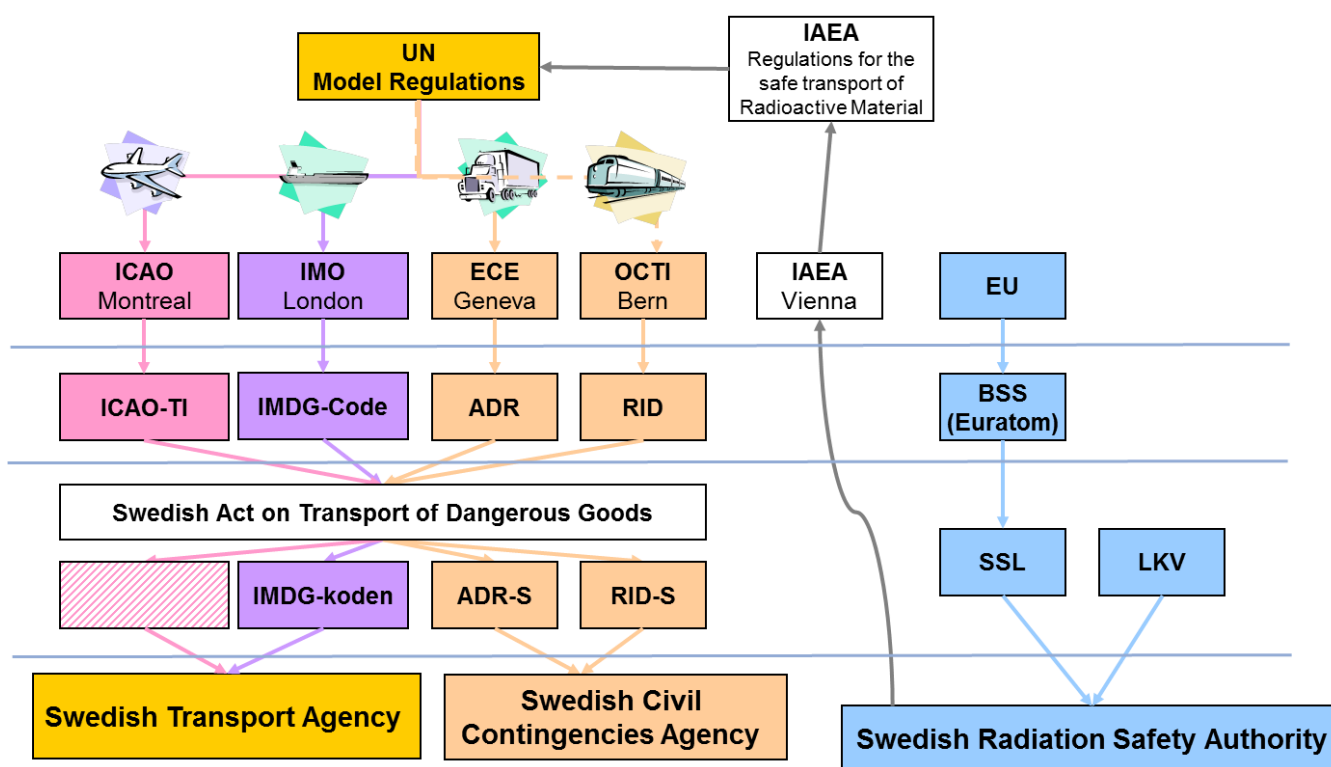 UN
Model Regulations
IAEA
Regulations for the
safe transport of
Radioactive Material
ICAO
Montreal
IMO
London
ECE
Geneva
OCTI
Bern
IAEA
Vienna
EU
ICAO-TI
IMDG-Code
ADR
RID
BSS
(Euratom)
Swedish Act on Transport of Dangerous Goods
IMDG-koden
ADR-S
RID-S
SSL
LKV
Swedish Transport Agency
Swedish Civil
Contingencies Agency
Swedish Radiation Safety Authority